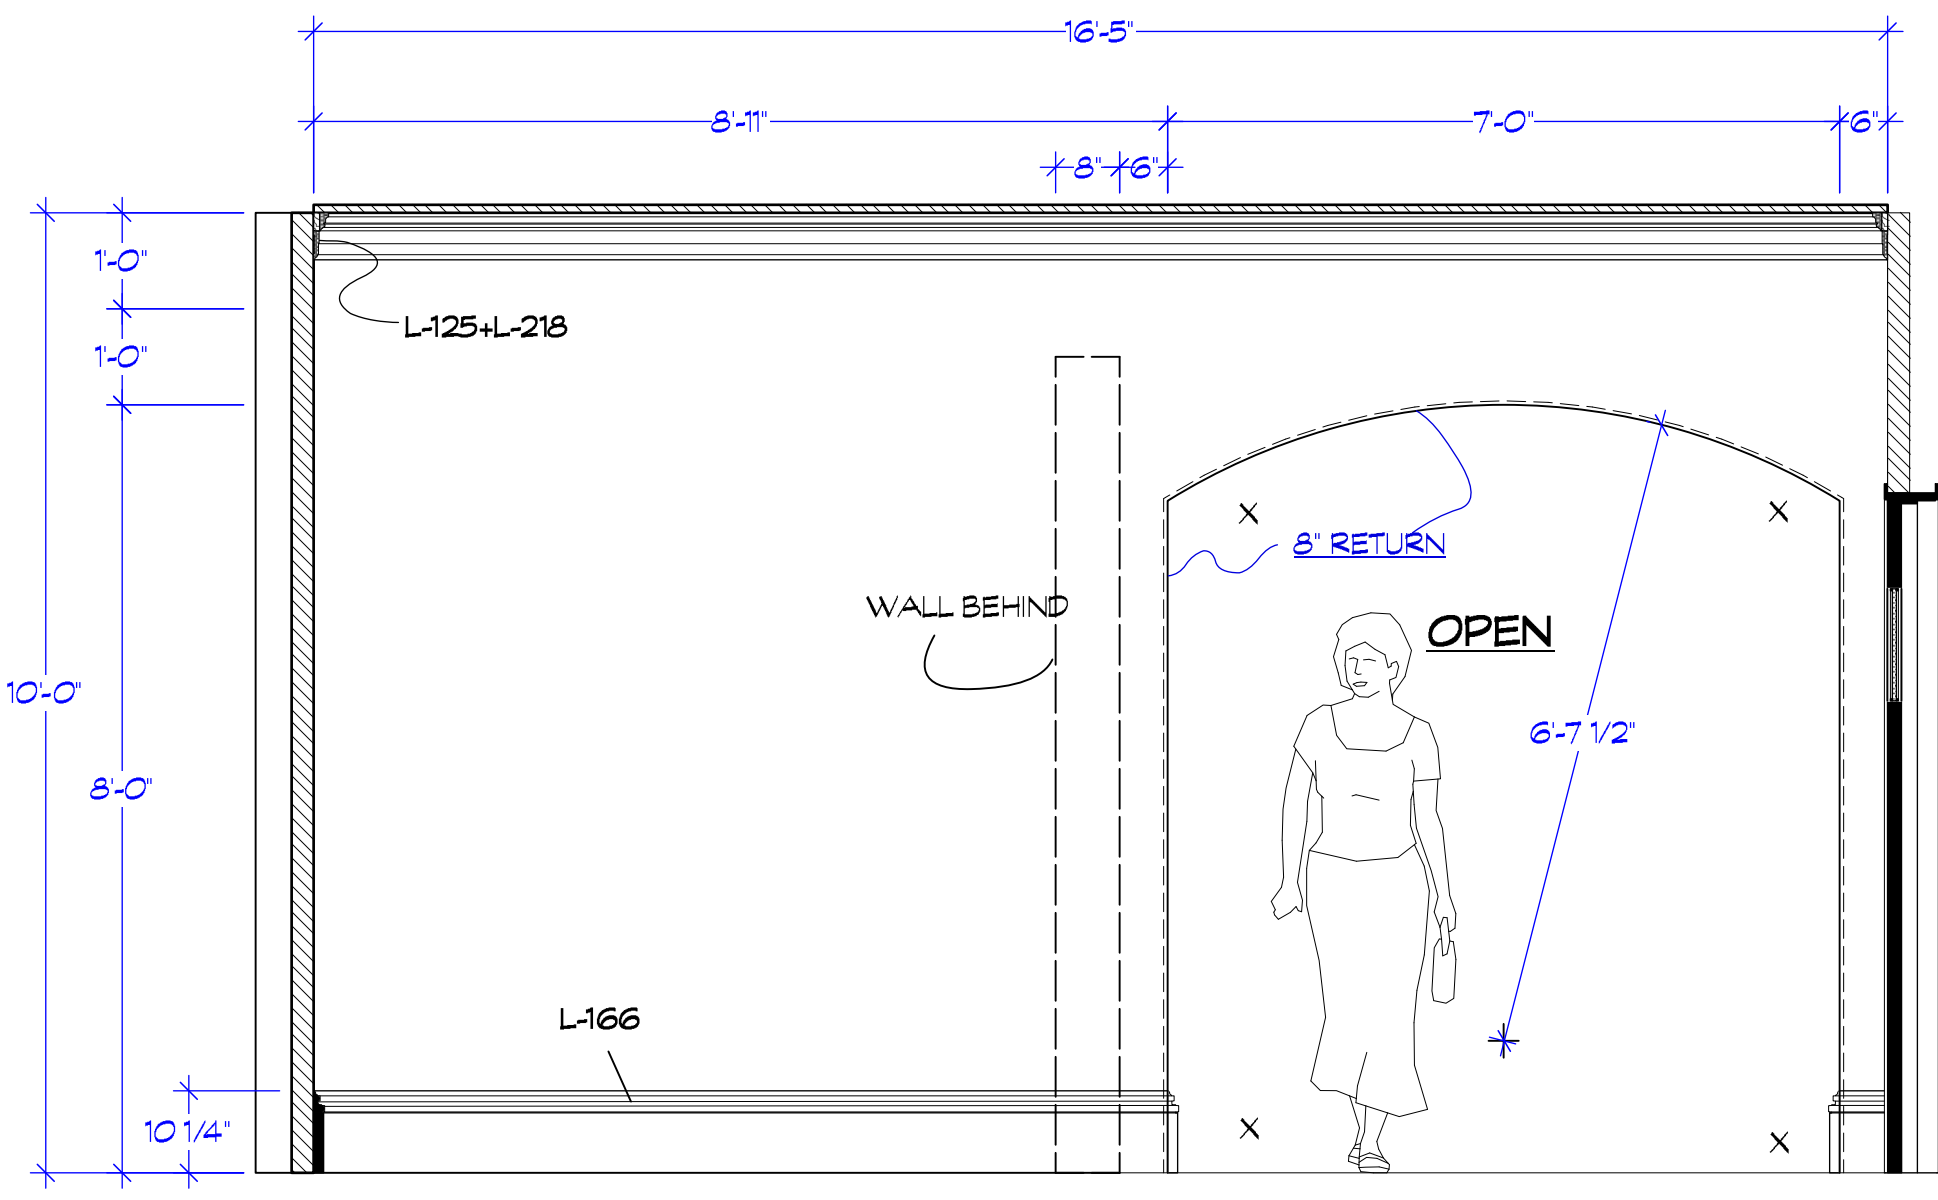 16'-5"
8'-11" 7'-0" 6"
8" 6"
1'-0"
L-125+L-218
1'-0"
X X
8" RETURN
WALL BEHIND
OPEN
10'-0"
6'-7 1/2"
8'-0"
L-166
10 1/4"
X X